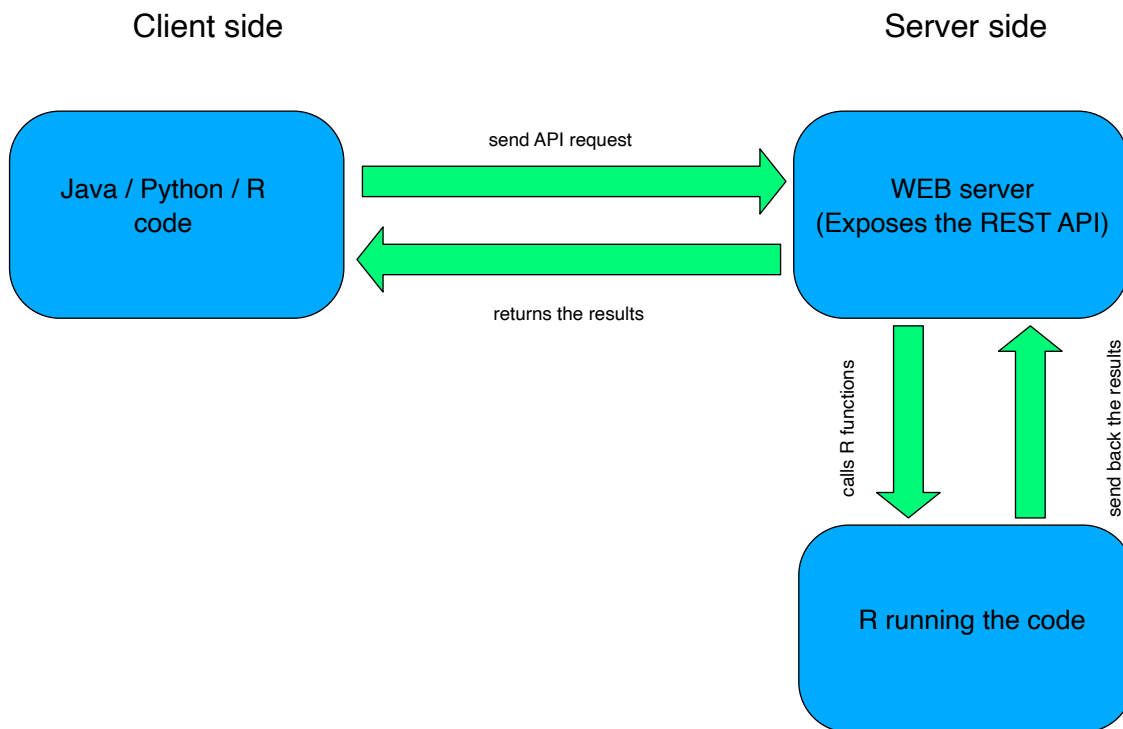 Client side
Server side
send API request
Java / Python / R
code
WEB server
(Exposes the REST API)
returns the results
calls R functions
send back the results
R running the code